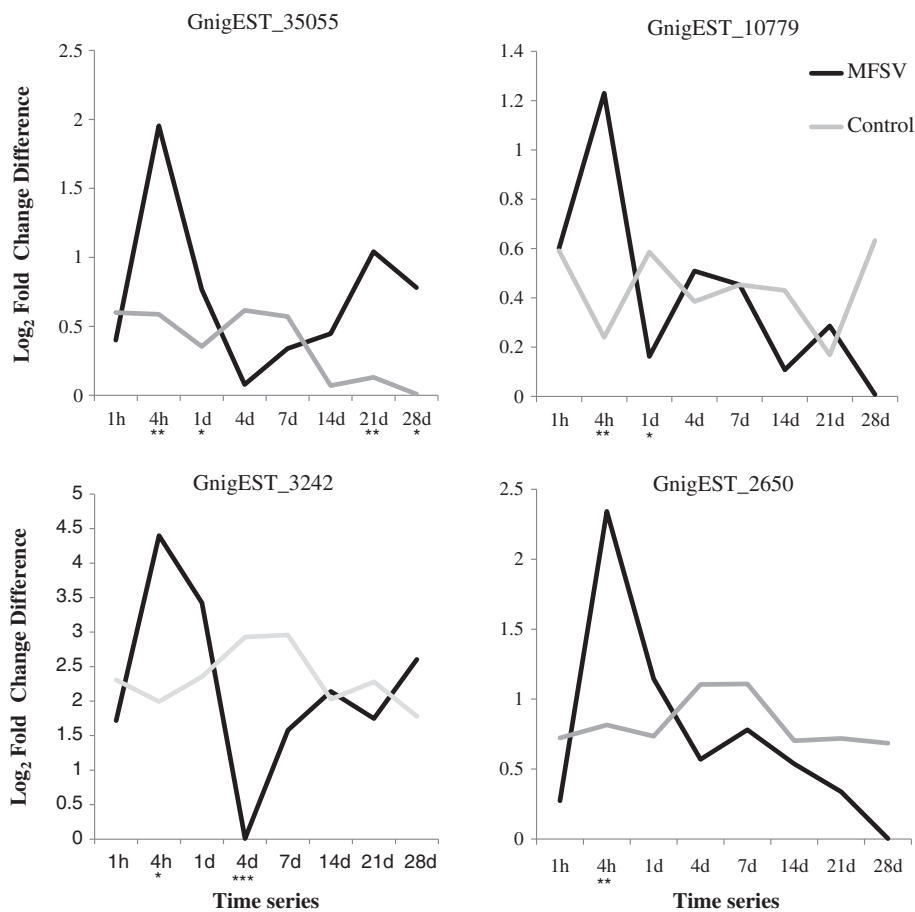 GnigEST_35055
Log2 Fold Change Difference
2.5
2
1.5
1
0.5
0
1h 4h 1d 4d 7d 14d 21d 28d
** * ** *
GnigEST_10779
MFSV
Control
1.4
1.2
1
0.8
0.6
0.4
0.2
0
1h 4h 1d 4d 7d 14d 21d 28d
** *
GnigEST_3242
Log2 Fold Change Difference
5
4.5
4
3.5
3
2.5
2
1.5
1
0.5
0
1h 4h 1d 4d 7d 14d 21d 28d
* ***
Time series
GnigEST_2650
2.5
2
1.5
1
0.5
0
1h 4h 1d 4d 7d 14d 21d 28d
**
Time series